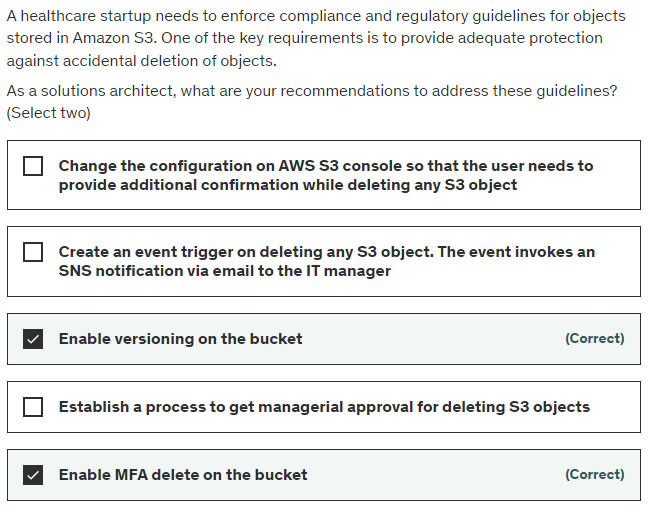 A healthcare startup needs to enforce compliance and regulatory guidelines for objects
stored in Amazon S3. One of the key requirements is to provide adequate protection
against accidental deletion of objects.
As a solutions architect, what are your recommendations to address these guidelines?
(Select two)
Change the configuration on AWS S3 console so that the user needs to
provide additional confirmation while deleting any S3 object
Create an event trigger on deleting any S3 object. The event invokes an
SNS notification via email to the IT manager
Enable versioning on the bucket (Correct)
Establish a process to get managerial approval for deleting S3 objects
Enable MFA delete on the bucket (Correct)